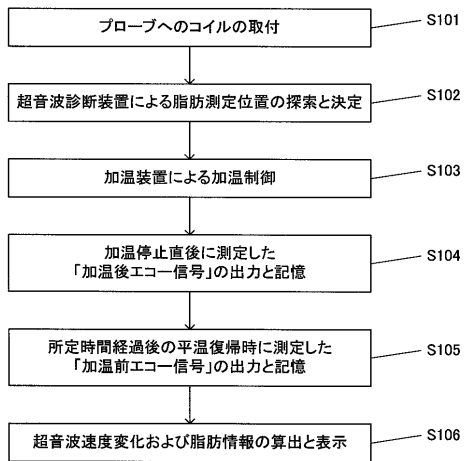 プローブへのコイルの取付
S101
超音波診断装置による脂肪測定位置の探索と決定
S102
加温装置による加温制御
S103
加温停止直後に測定した
「加温後エコー信号」の出力と記憶
S104
所定時間経過後の平温復帰時に測定した
「加温前エコー信号」の出力と記憶
S105
超音波速度変化および脂肪情報の算出と表示
S106